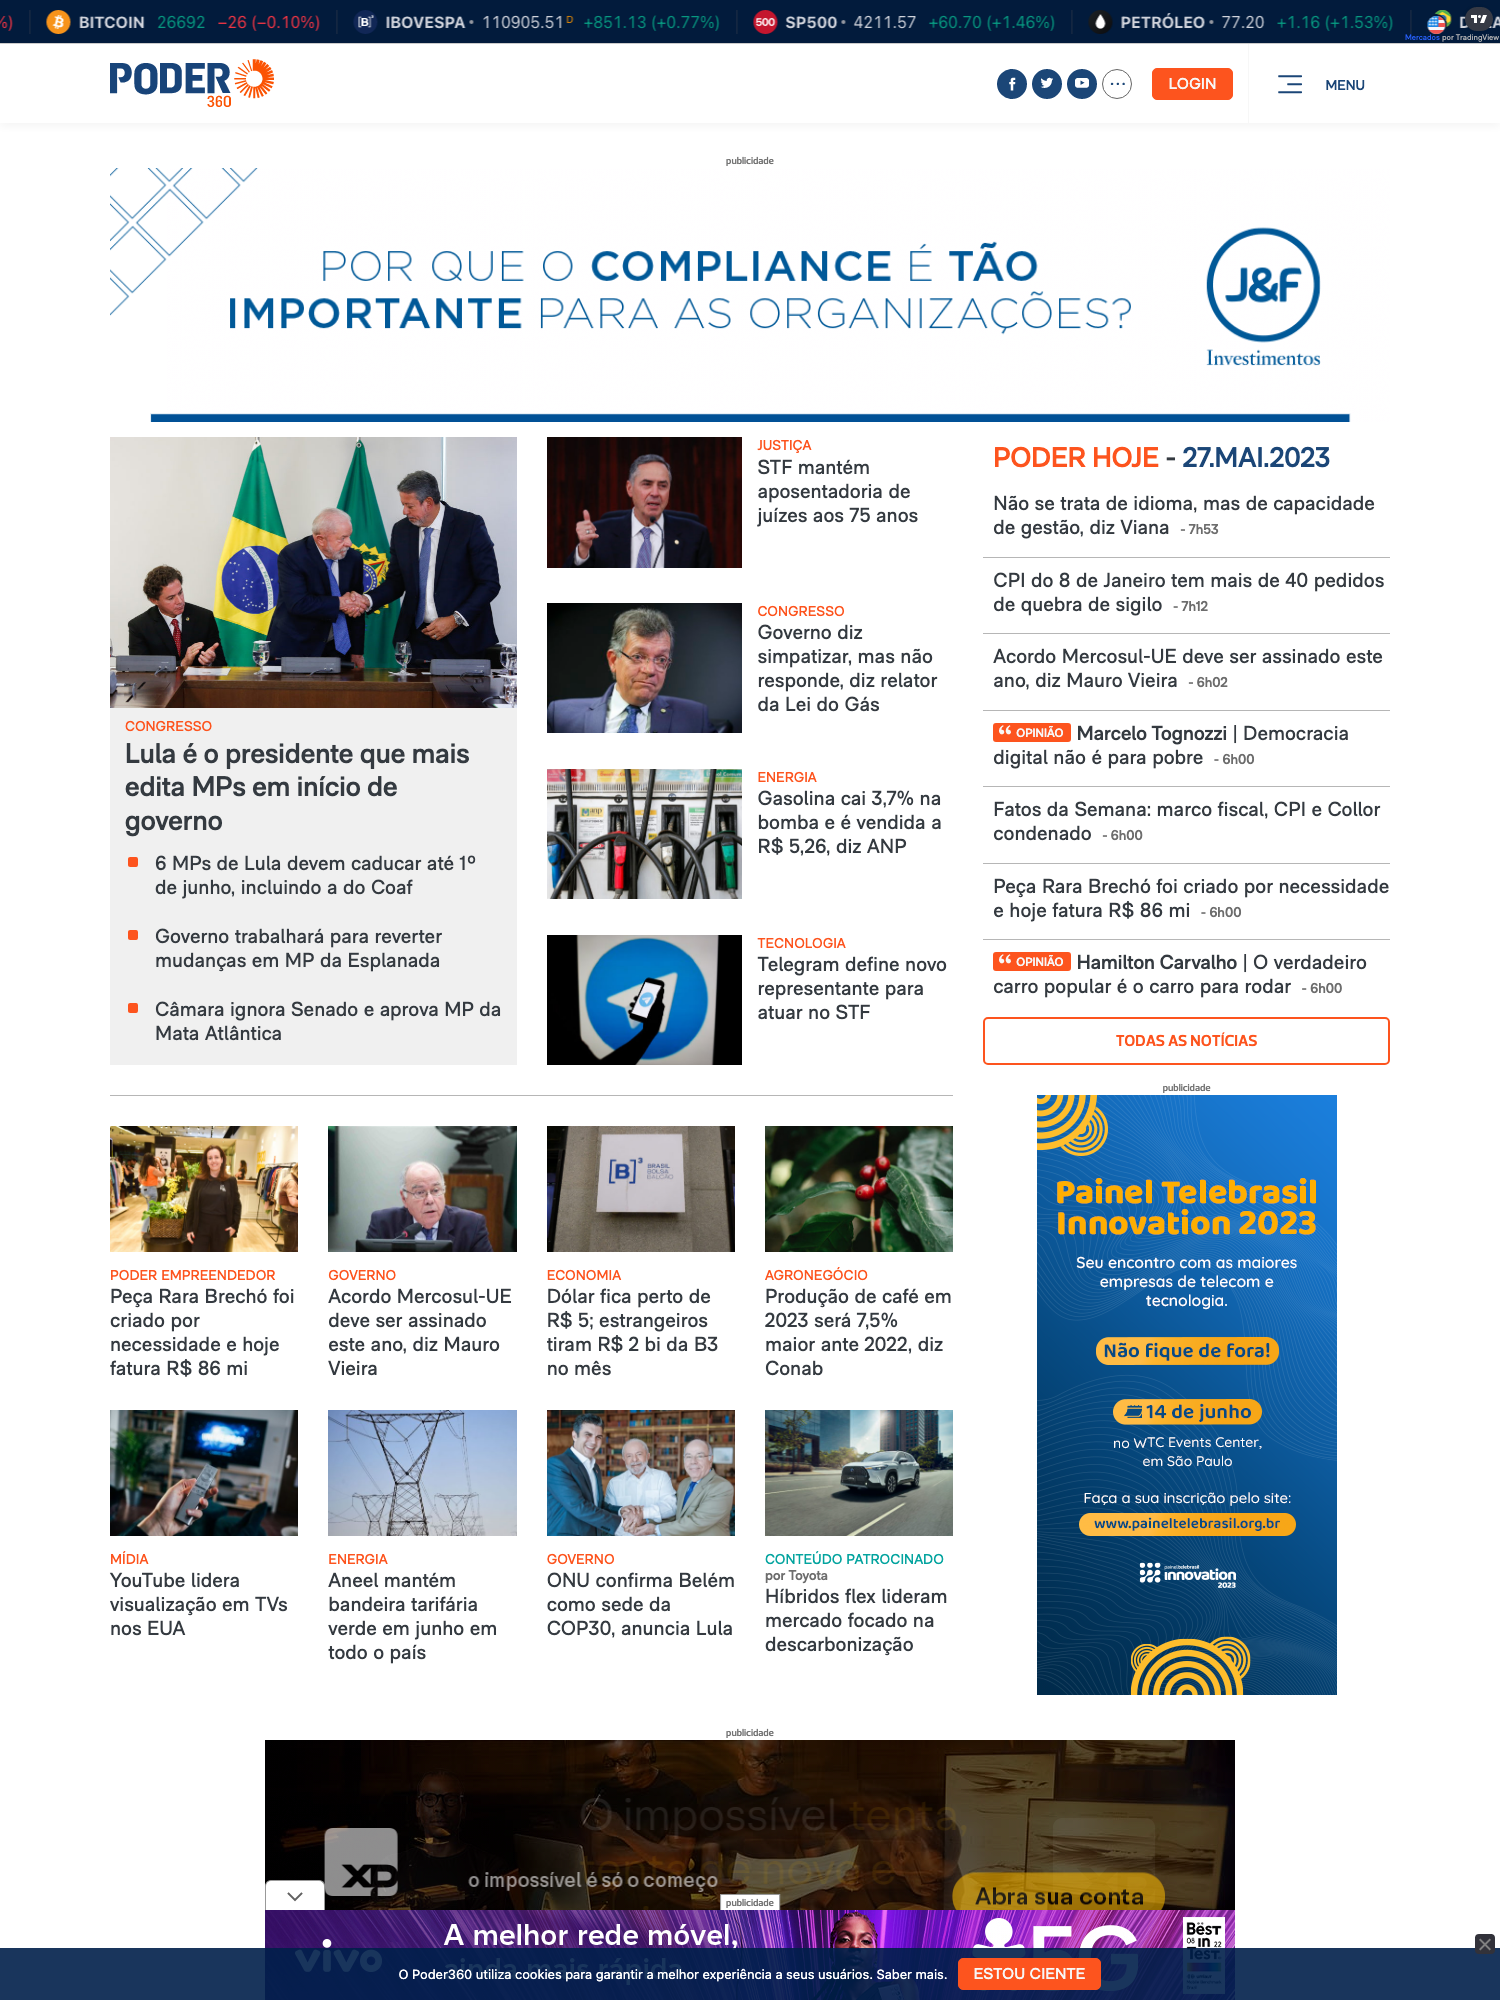 %)
BITCOIN 26692 −26 (−0.10%)
IBOVESPA • 110905.51 D +851.13 (+0.77%)
500 SP500 • 4211.57 +60.70 (+1.46%)
PETRÓLEO • 77.20 +1.16 (+1.53%)
Mercados por TradingView
PODER
360
LOGIN
MENU
publicidade
POR QUE O COMPLIANCE É TÃO
IMPORTANTE PARA AS ORGANIZAÇÕES?
J&F
Investimentos
CONGRESSO
Lula é o presidente que mais
edita MPs em início de
governo
6 MPs de Lula devem caducar até 1º
de junho, incluindo a do Coaf
Governo trabalhará para reverter
mudanças em MP da Esplanada
Câmara ignora Senado e aprova MP da
Mata Atlântica
JUSTIÇA
STF mantém
aposentadoria de
juízes aos 75 anos
CONGRESSO
Governo diz
simpatizar, mas não
responde, diz relator
da Lei do Gás
ENERGIA
Gasolina cai 3,7% na
bomba e é vendida a
R$ 5,26, diz ANP
TECNOLOGIA
Telegram define novo
representante para
atuar no STF
PODER HOJE - 27.MAI.2023
Não se trata de idioma, mas de capacidade
de gestão, diz Viana - 7h53
CPI do 8 de Janeiro tem mais de 40 pedidos
de quebra de sigilo - 7h12
Acordo Mercosul-UE deve ser assinado este
ano, diz Mauro Vieira - 6h02
“ OPINIÃO Marcelo Tognozzi | Democracia
digital não é para pobre - 6h00
Fatos da Semana: marco fiscal, CPI e Collor
condenado - 6h00
Peça Rara Brechó foi criado por necessidade
e hoje fatura R$ 86 mi - 6h00
“ OPINIÃO Hamilton Carvalho | O verdadeiro
carro popular é o carro para rodar - 6h00
TODAS AS NOTÍCIAS
publicidade
Painel Telebrasil
Innovation 2023
Seu encontro com as maiores
empresas de telecom e
tecnologia.
Não fique de fora!
14 de junho
no WTC Events Center,
em São Paulo
Faça a sua inscrição pelo site:
www.paineltelebrasil.org.br
paineltelebrasil
innovation
2023
[B]³ BRASIL
BOLSA
BALCÃO
PODER EMPREENDEDOR
Peça Rara Brechó foi
criado por
necessidade e hoje
fatura R$ 86 mi
GOVERNO
Acordo Mercosul-UE
deve ser assinado
este ano, diz Mauro
Vieira
ECONOMIA
Dólar fica perto de
R$ 5; estrangeiros
tiram R$ 2 bi da B3
no mês
AGRONEGÓCIO
Produção de café em
2023 será 7,5%
maior ante 2022, diz
Conab
MÍDIA
YouTube lidera
visualização em TVs
nos EUA
ENERGIA
Aneel mantém
bandeira tarifária
verde em junho em
todo o país
GOVERNO
ONU confirma Belém
como sede da
COP30, anuncia Lula
CONTEÚDO PATROCINADO
por Toyota
Híbridos flex lideram
mercado focado na
descarbonização
publicidade
O impossível tenta,
tenta de novo e
XP
o impossível é só o começo
Abra sua conta
publicidade
A melhor rede móvel,
ainda mais rápida
vivo
5G
Best
08 in 22
Test
O Poder360 utiliza cookies para garantir a melhor experiência a seus usuários. Saber mais.
ESTOU CIENTE